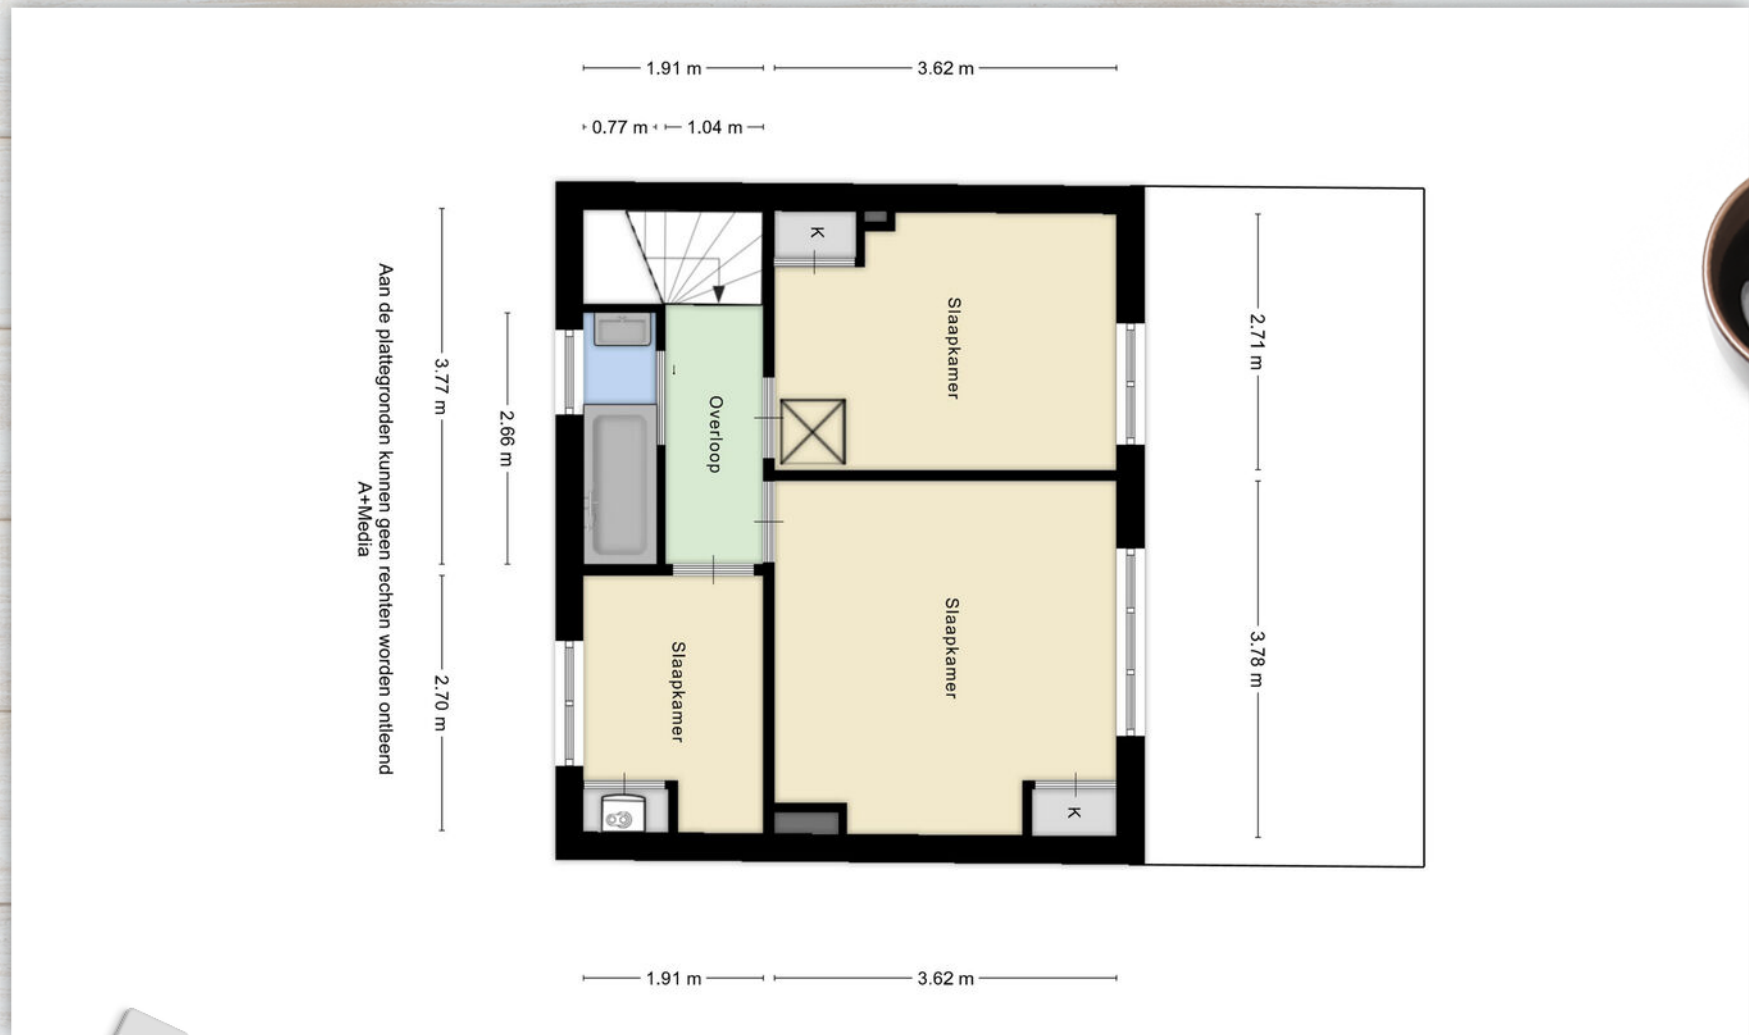 1.91 m
3.62 m
0.77 m
1.04 m
K
Slaapkamer
2.71 m
3.77 m
2.66 m
Overloop
Aan de plattegronden kunnen geen rechten worden ontleend
A+Media
Slaapkamer
Slaapkamer
3.78 m
2.70 m
K
1.91 m
3.62 m